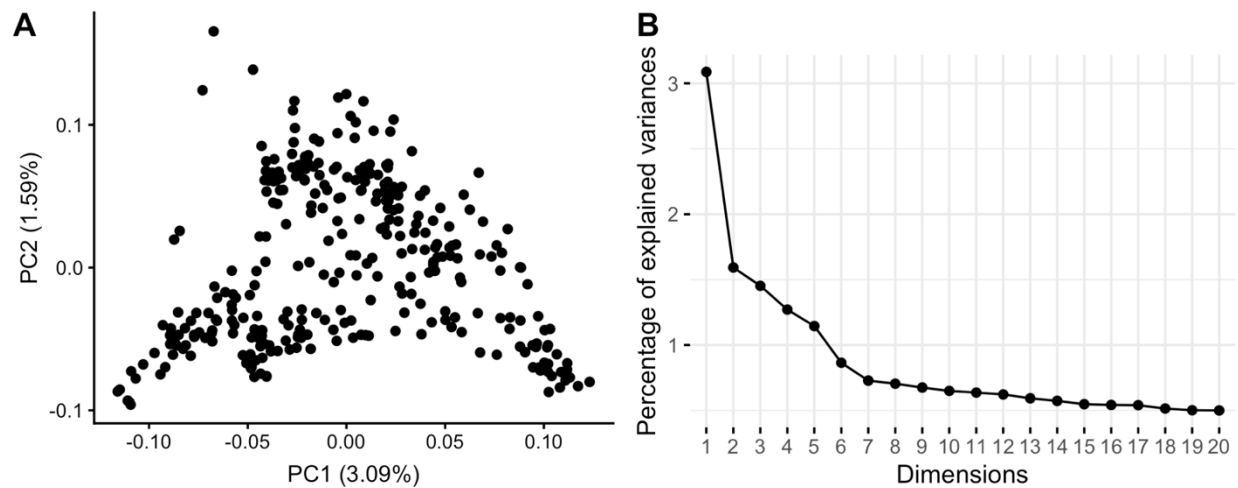 A
0.1
0.0
-0.1
PC2 (1.59%)
-0.10 -0.05 0.00 0.05 0.10
PC1 (3.09%)
B
3
2
1
Percentage of explained variances
1 2 3 4 5 6 7 8 9 10 11 12 13 14 15 16 17 18 19 20
Dimensions